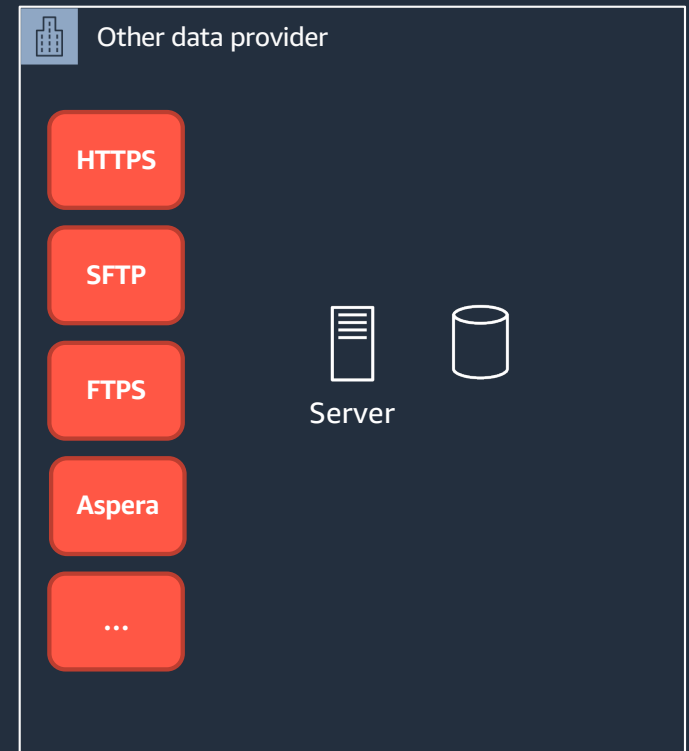 Other data provider
HTTPS
SFTP
FTPS
Aspera
...
Server